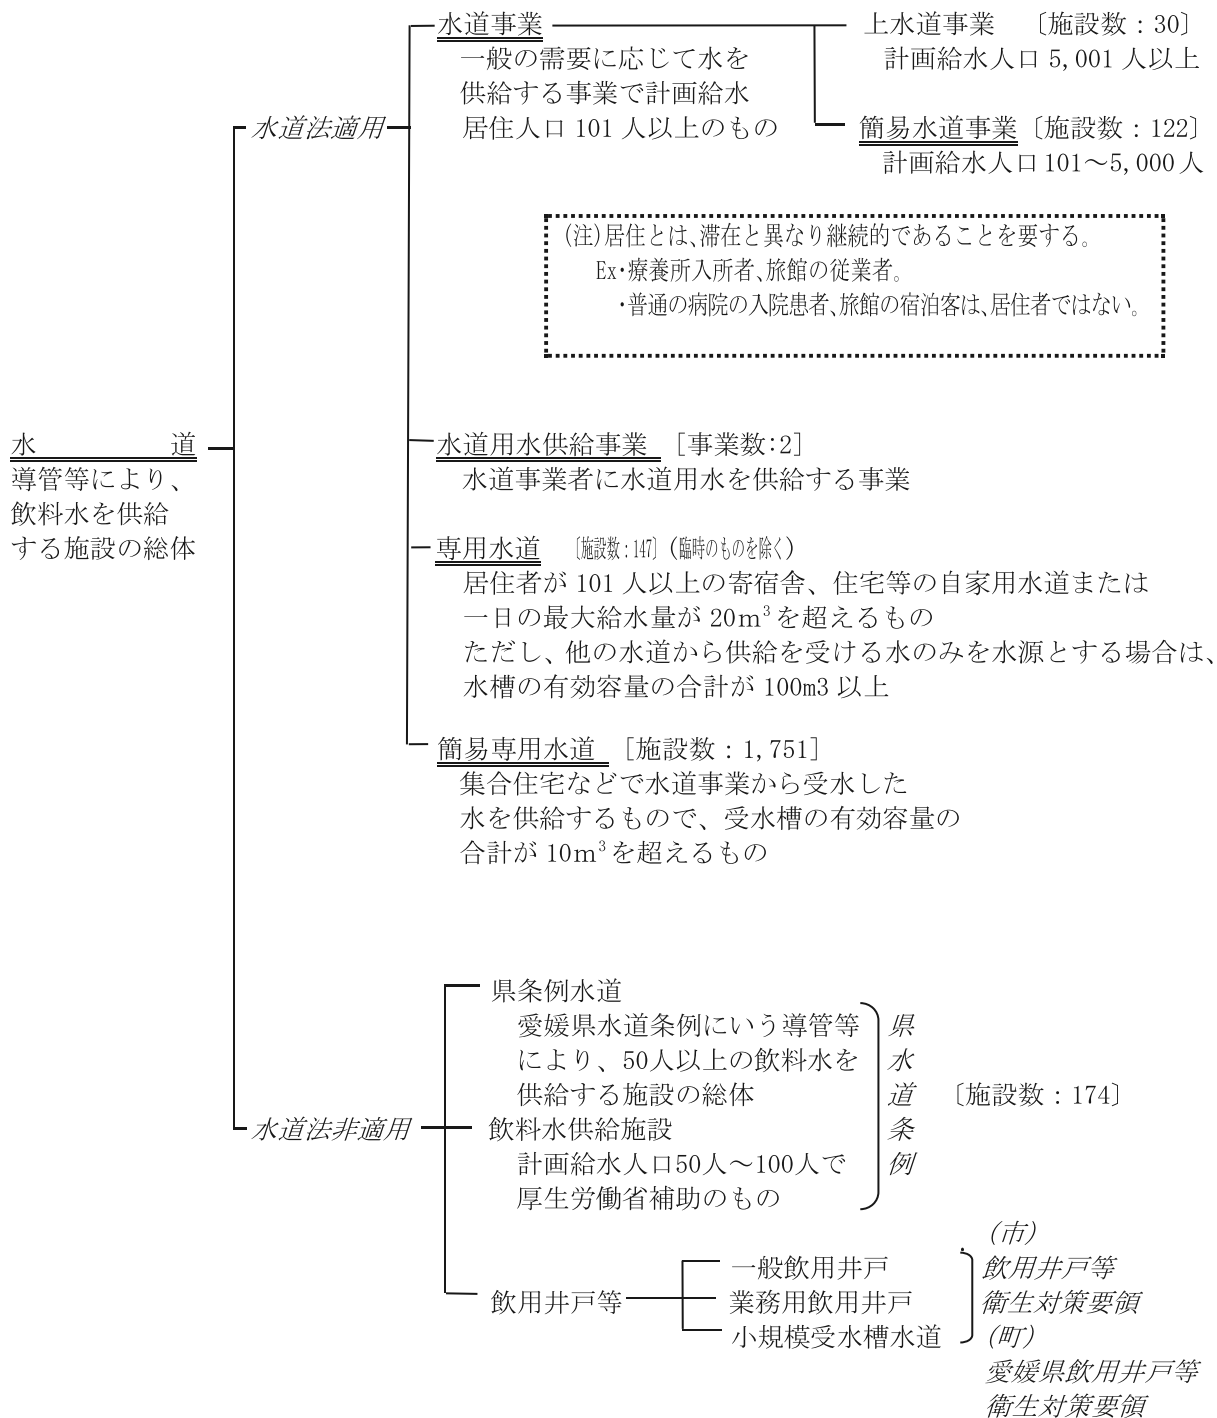 水道事業
一般の需要に応じて水を
供給する事業で計画給水
居住人口 101 人以上のもの
上水道事業 〔施設数：30〕
計画給水人口 5,001 人以上
簡易水道事業〔施設数：122〕
計画給水人口 101～5,000 人
水道法適用
(注)居住とは、滞在と異なり継続的であることを要する。
Ex・療養所入所者、旅館の従業者。
・普通の病院の入院患者、旅館の宿泊客は、居住者ではない。
水道
導管等により、
飲料水を供給
する施設の総体
水道用水供給事業 ［事業数:2］
水道事業者に水道用水を供給する事業
専用水道 〔施設数：147〕（臨時のものを除く）
居住者が 101 人以上の寄宿舎、住宅等の自家用水道または
一日の最大給水量が 20ｍ³を超えるもの
ただし、他の水道から供給を受ける水のみを水源とする場合は、
水槽の有効容量の合計が 100m3 以上
簡易専用水道 ［施設数：1,751］
集合住宅などで水道事業から受水した
水を供給するもので、受水槽の有効容量の
合計が 10ｍ³を超えるもの
水道法非適用
県条例水道
愛媛県水道条例にいう導管等
により、50人以上の飲料水を
供給する施設の総体
飲料水供給施設
計画給水人口50人～100人で
厚生労働省補助のもの
県水道条例
〔施設数：174〕
飲用井戸等
一般飲用井戸
業務用飲用井戸
小規模受水槽水道
(市)
飲用井戸等
衛生対策要領
(町)
愛媛県飲用井戸等
衛生対策要領